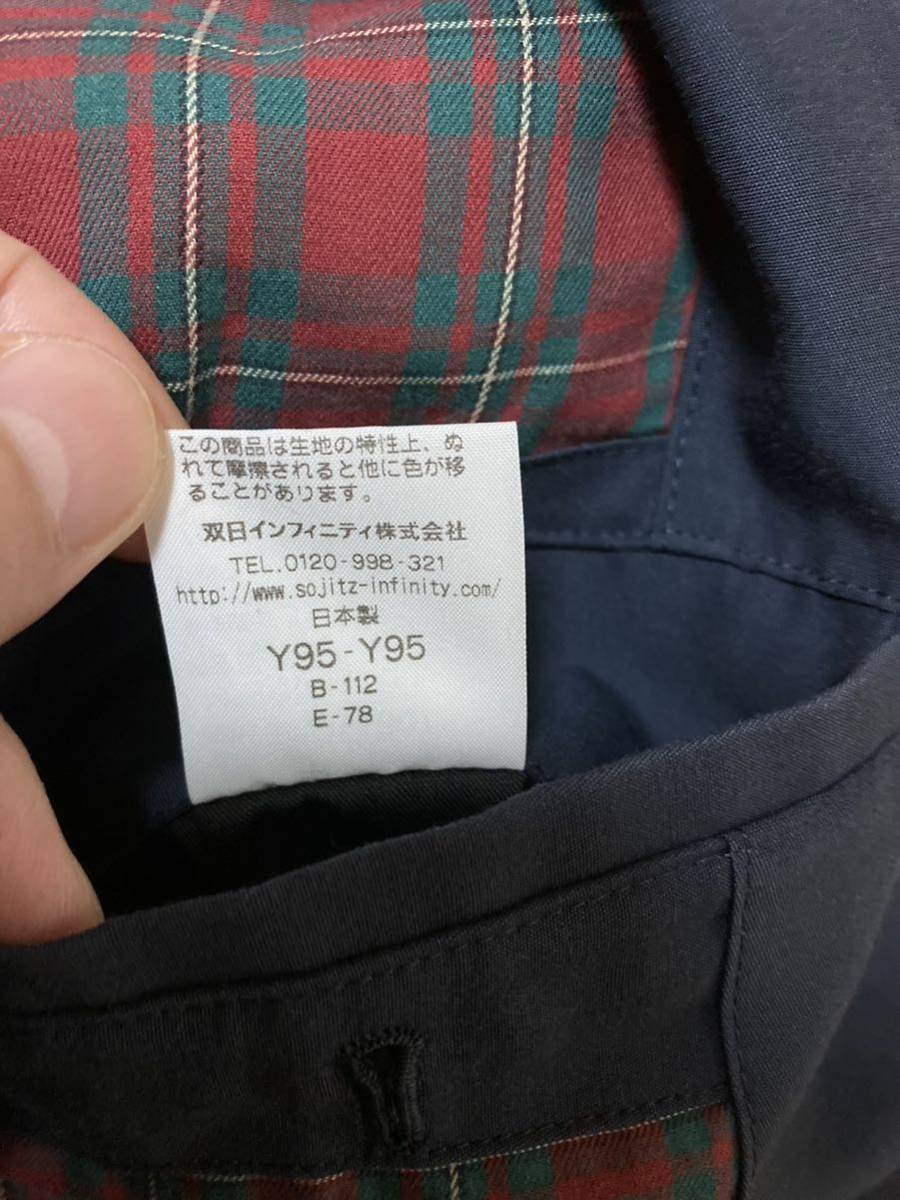 この商品は生地の特性上、ぬ
れて摩擦されると他に色が移
ることがあります。
双日インフィニティ株式会社
TEL.0120-998-321
http://www.sojitz-infinity.com/
日本製
Y95-Y95
B-112
E-78